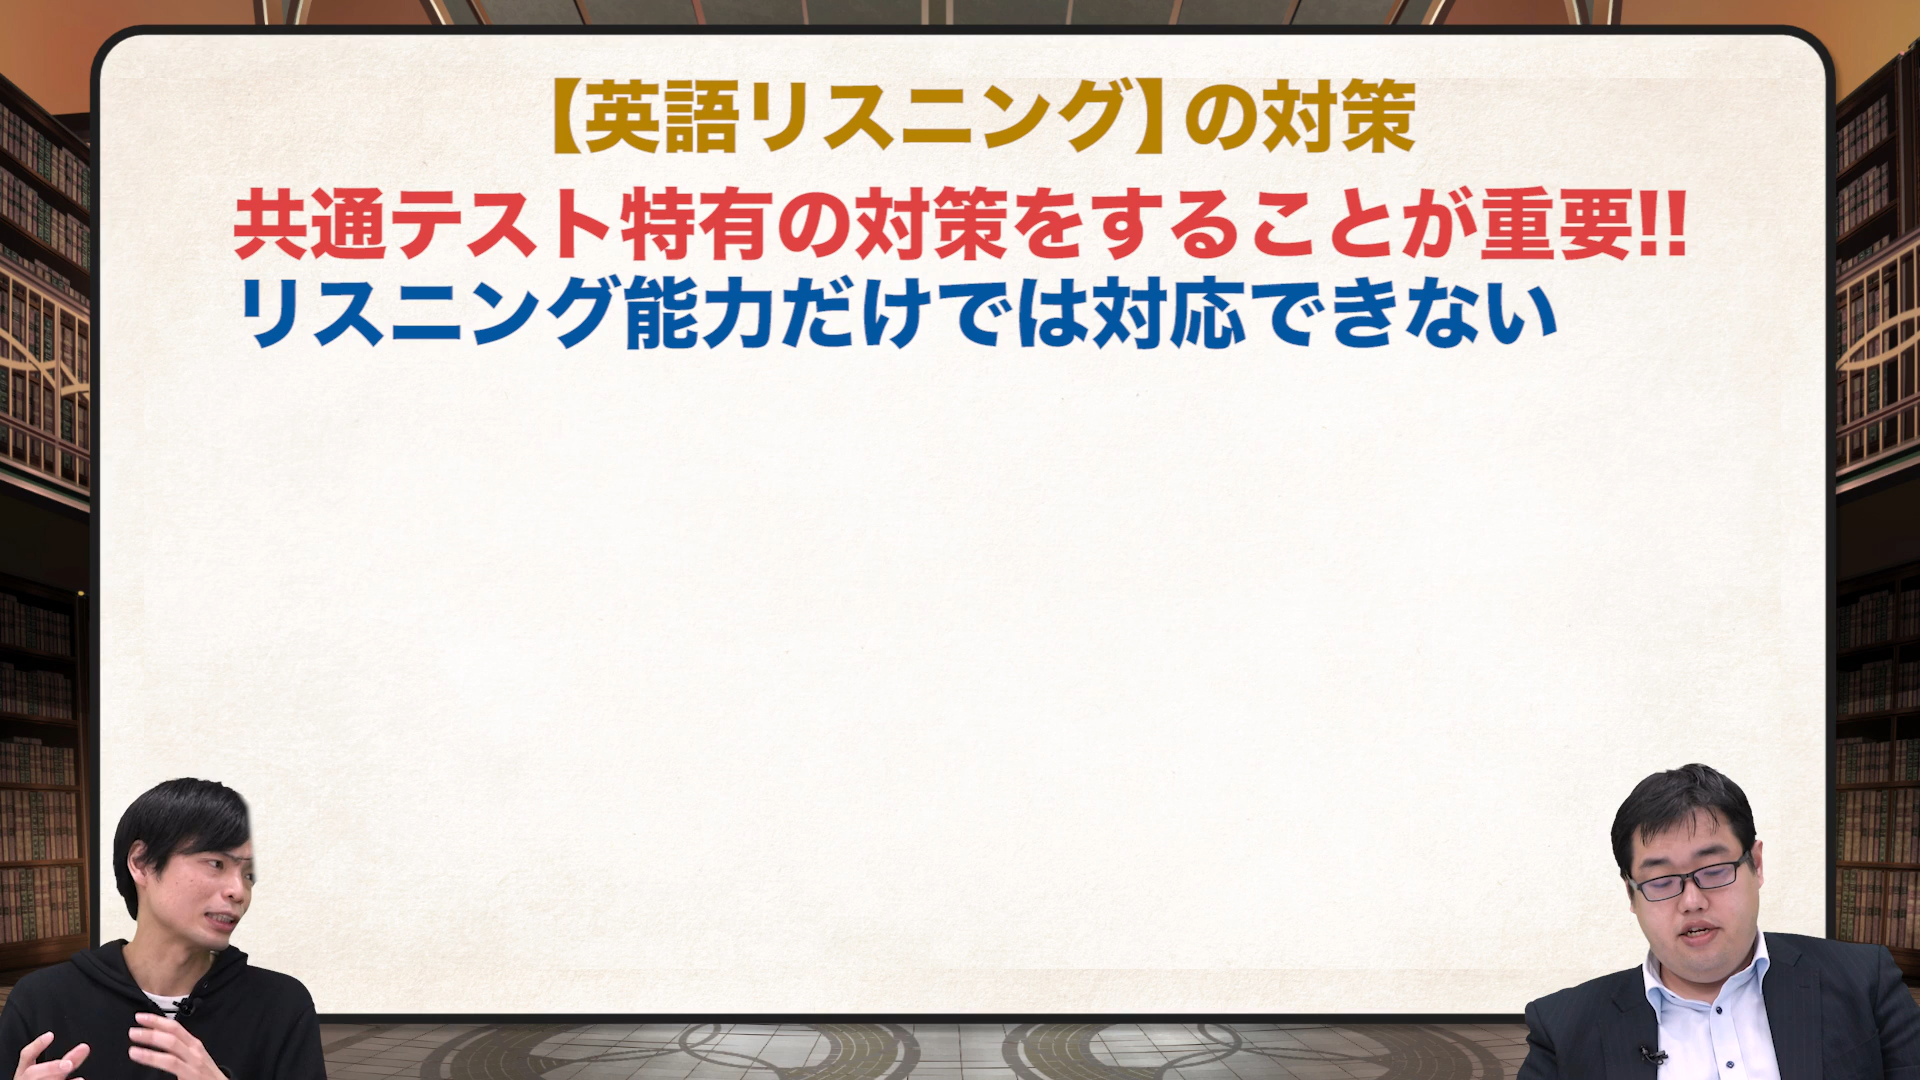 【英語リスニング】の対策
共通テスト特有の対策をすることが重要!!
リスニング能力だけでは対応できない